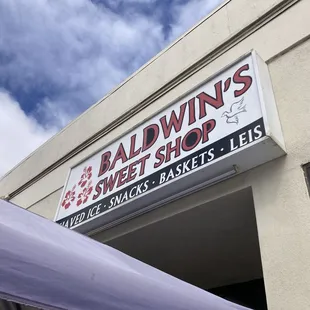 BALDWIN'S
SWEET SHOP
SHAVED ICE · SNACKS · BASKETS · LEIS